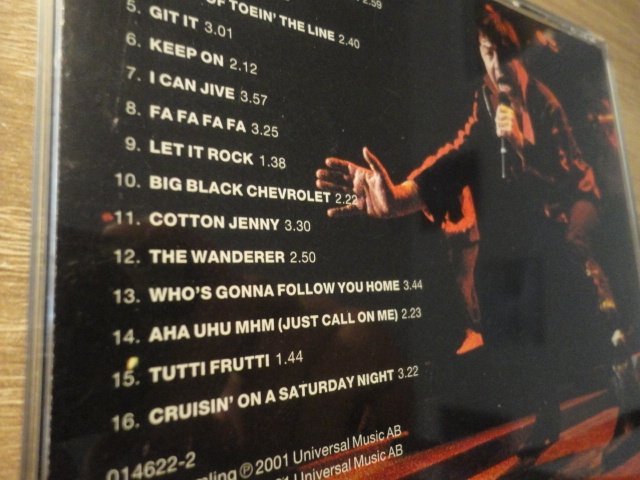 2.59
OF TOEIN' THE LINE 2.40
5. GIT IT 3.01
6. KEEP ON 2.12
7. I CAN JIVE 3.57
8. FA FA FA FA 3.25
9. LET IT ROCK 1.38
10. BIG BLACK CHEVROLET 2.22
11. COTTON JENNY 3.30
12. THE WANDERER 2.50
13. WHO'S GONNA FOLLOW YOU HOME 3.44
14. AHA UHU MHM (JUST CALL ON ME) 2.23
15. TUTTI FRUTTI 1.44
16. CRUISIN' ON A SATURDAY NIGHT 3.22
014622-2
℗ 2001 Universal Music AB
Universal Music AB